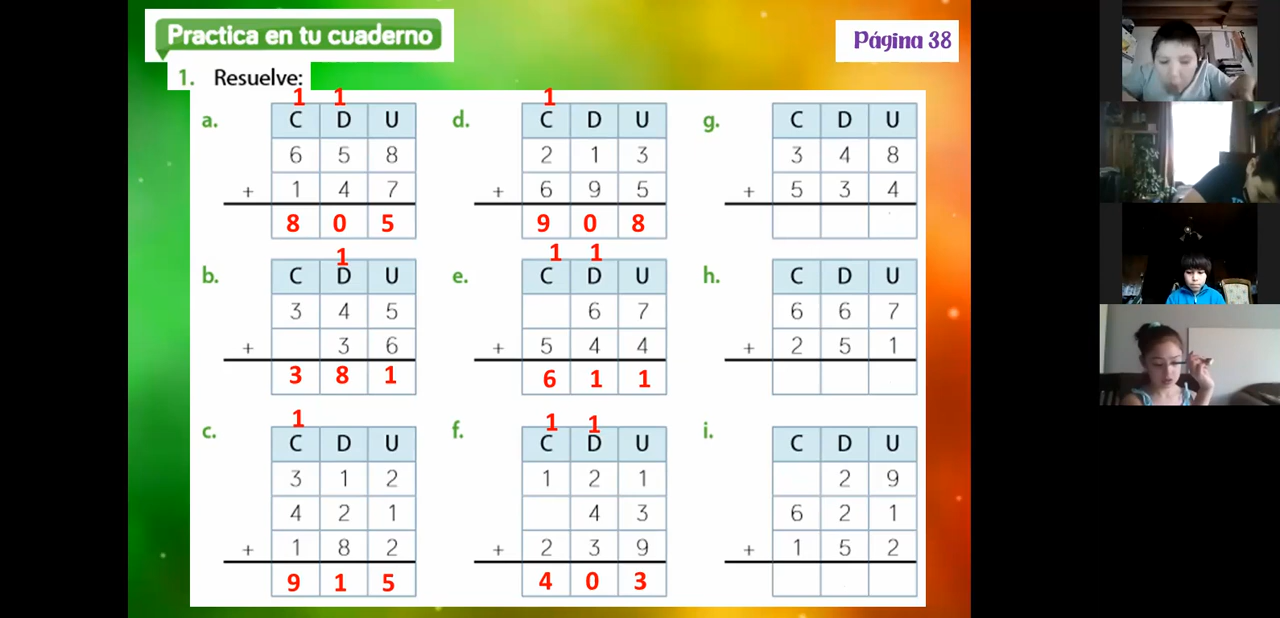 Practica en tu cuaderno
Página 38
1. Resuelve:
a.
1 1
C D U
6 5 8
+ 1 4 7
8 0 5
b.
1
C D U
3 4 5
+ 3 6
3 8 1
c.
1
C D U
3 1 2
4 2 1
+ 1 8 2
9 1 5
d.
1
C D U
2 1 3
+ 6 9 5
9 0 8
e.
1 1
C D U
6 7
+ 5 4 4
6 1 1
f.
1 1
C D U
1 2 1
4 3
+ 2 3 9
4 0 3
g.
C D U
3 4 8
+ 5 3 4
h.
C D U
6 6 7
+ 2 5 1
i.
C D U
2 9
6 2 1
+ 1 5 2